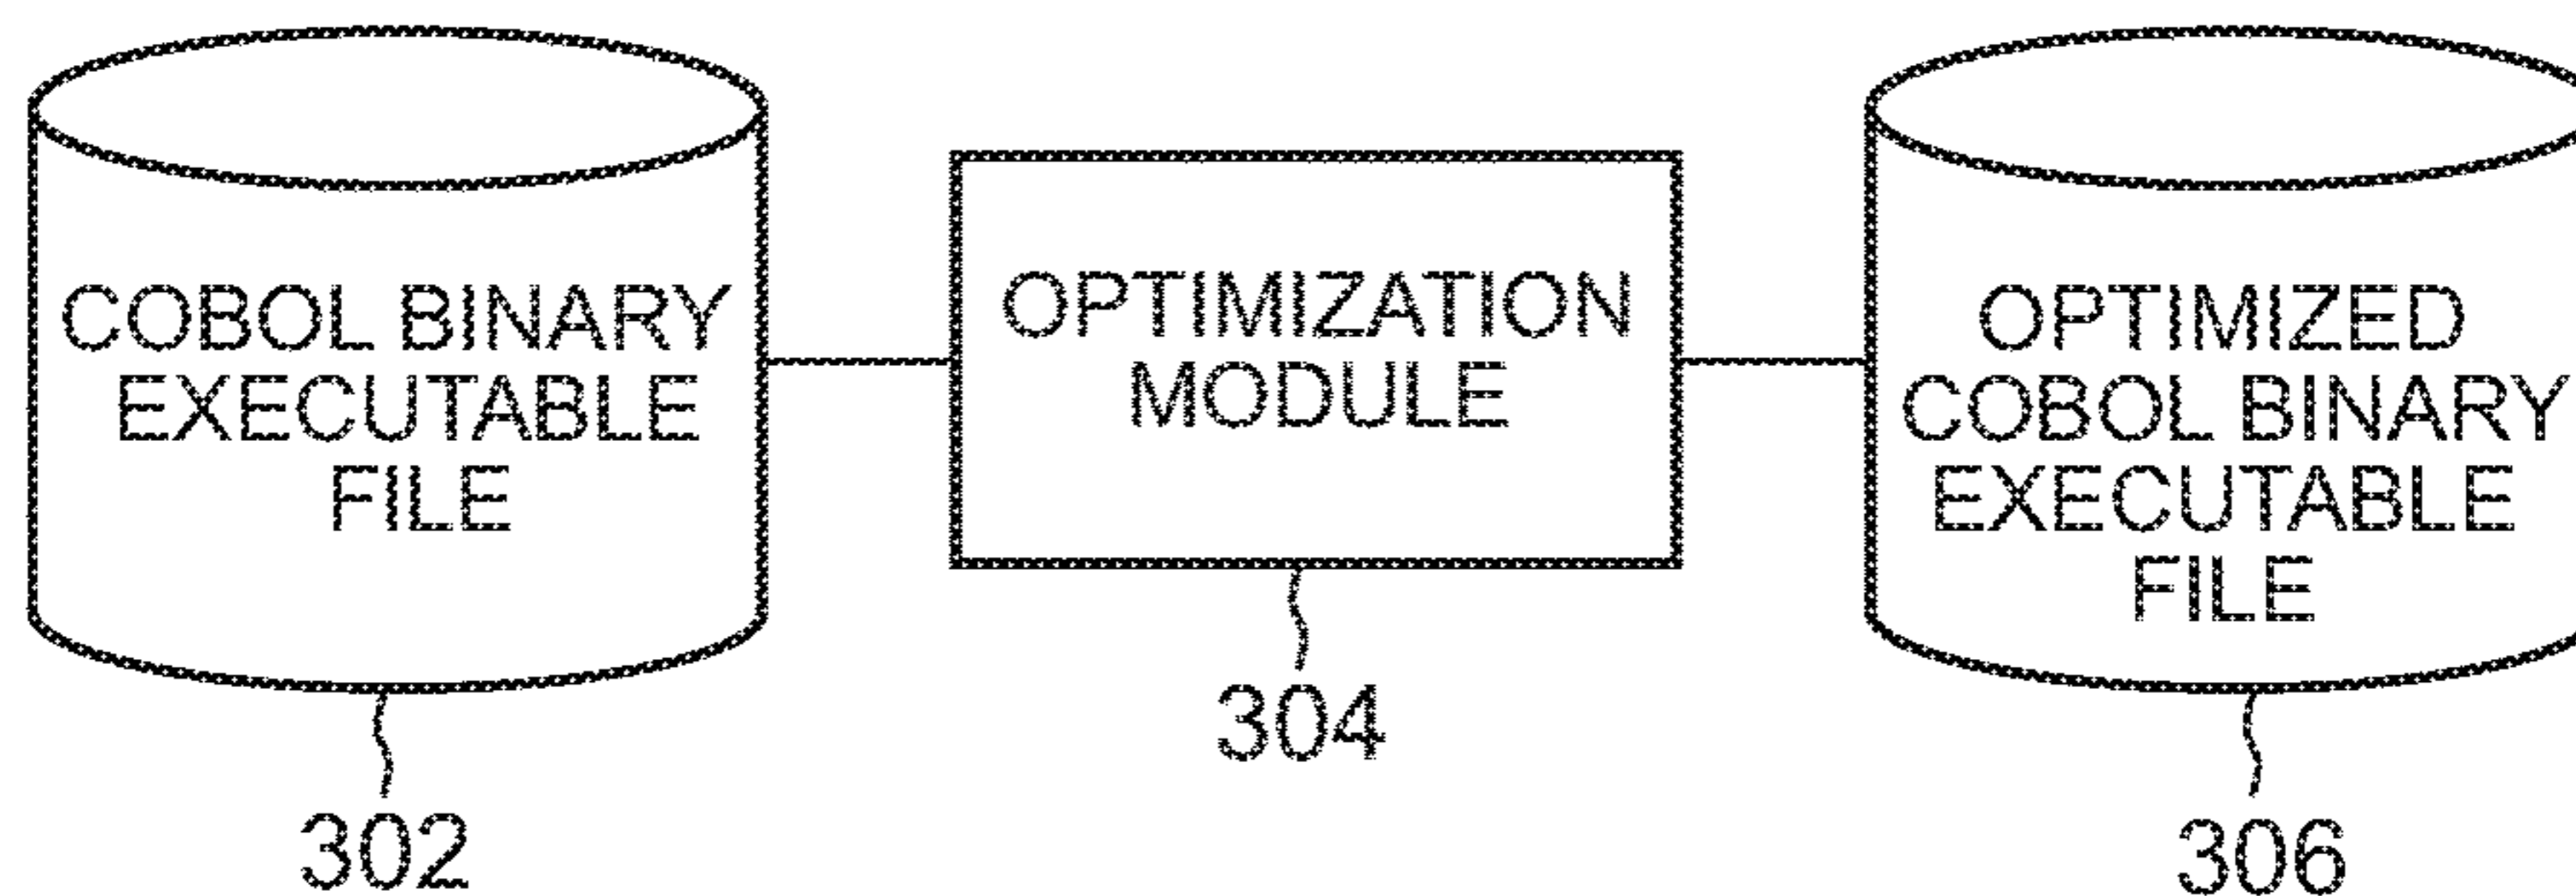 COBOL BINARY
EXECUTABLE
FILE
302
OPTIMIZATION
MODULE
304
OPTIMIZED
COBOL BINARY
EXECUTABLE
FILE
306